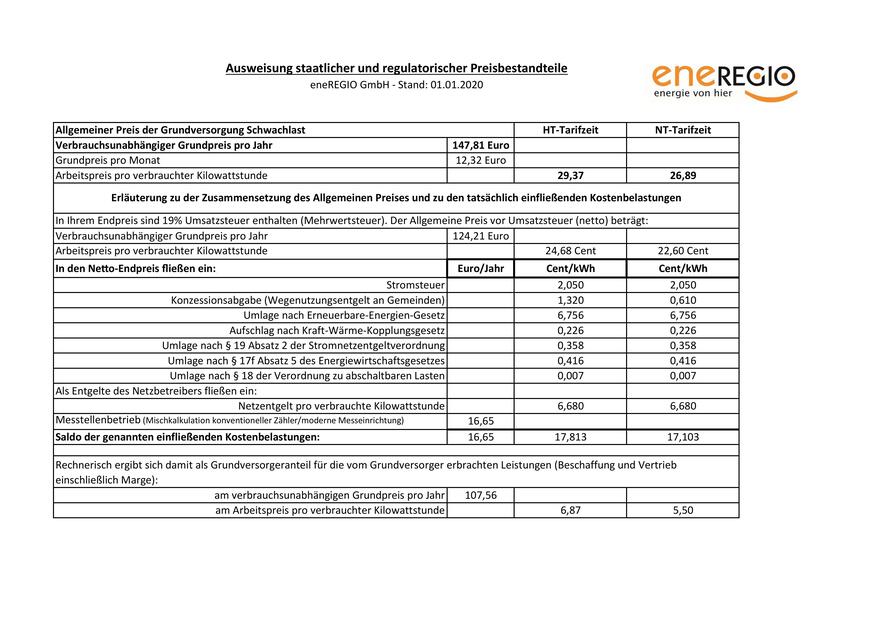 Ausweisung staatlicher und regulatorischer Preisbestandteile
eneREGIO GmbH - Stand: 01.01.2020
eneREGIO
energie von hier
Allgemeiner Preis der Grundversorgung Schwachlast HT-Tarifzeit NT-Tarifzeit
Verbrauchsunabhängiger Grundpreis pro Jahr 147,81 Euro
Grundpreis pro Monat 12,32 Euro
Arbeitspreis pro verbrauchter Kilowattstunde 29,37 26,89
Erläuterung zu der Zusammensetzung des Allgemeinen Preises und zu den tatsächlich einfließenden Kostenbelastungen
In Ihrem Endpreis sind 19% Umsatzsteuer enthalten (Mehrwertsteuer). Der Allgemeine Preis vor Umsatzsteuer (netto) beträgt:
Verbrauchsunabhängiger Grundpreis pro Jahr 124,21 Euro
Arbeitspreis pro verbrauchter Kilowattstunde 24,68 Cent 22,60 Cent
In den Netto-Endpreis fließen ein: Euro/Jahr Cent/kWh Cent/kWh
Stromsteuer 2,050 2,050
Konzessionsabgabe (Wegenutzungsentgelt an Gemeinden) 1,320 0,610
Umlage nach Erneuerbare-Energien-Gesetz 6,756 6,756
Aufschlag nach Kraft-Wärme-Kopplungsgesetz 0,226 0,226
Umlage nach § 19 Absatz 2 der Stromnetzentgeltverordnung 0,358 0,358
Umlage nach § 17f Absatz 5 des Energiewirtschaftsgesetzes 0,416 0,416
Umlage nach § 18 der Verordnung zu abschaltbaren Lasten 0,007 0,007
Als Entgelte des Netzbetreibers fließen ein:
Netzentgelt pro verbrauchte Kilowattstunde 6,680 6,680
Messtellenbetrieb (Mischkalkulation konventioneller Zähler/moderne Messeinrichtung) 16,65
Saldo der genannten einfließenden Kostenbelastungen: 16,65 17,813 17,103
Rechnerisch ergibt sich damit als Grundversorgeranteil für die vom Grundversorger erbrachten Leistungen (Beschaffung und Vertrieb
einschließlich Marge):
am verbrauchsunabhängigen Grundpreis pro Jahr 107,56
am Arbeitspreis pro verbrauchter Kilowattstunde 6,87 5,50